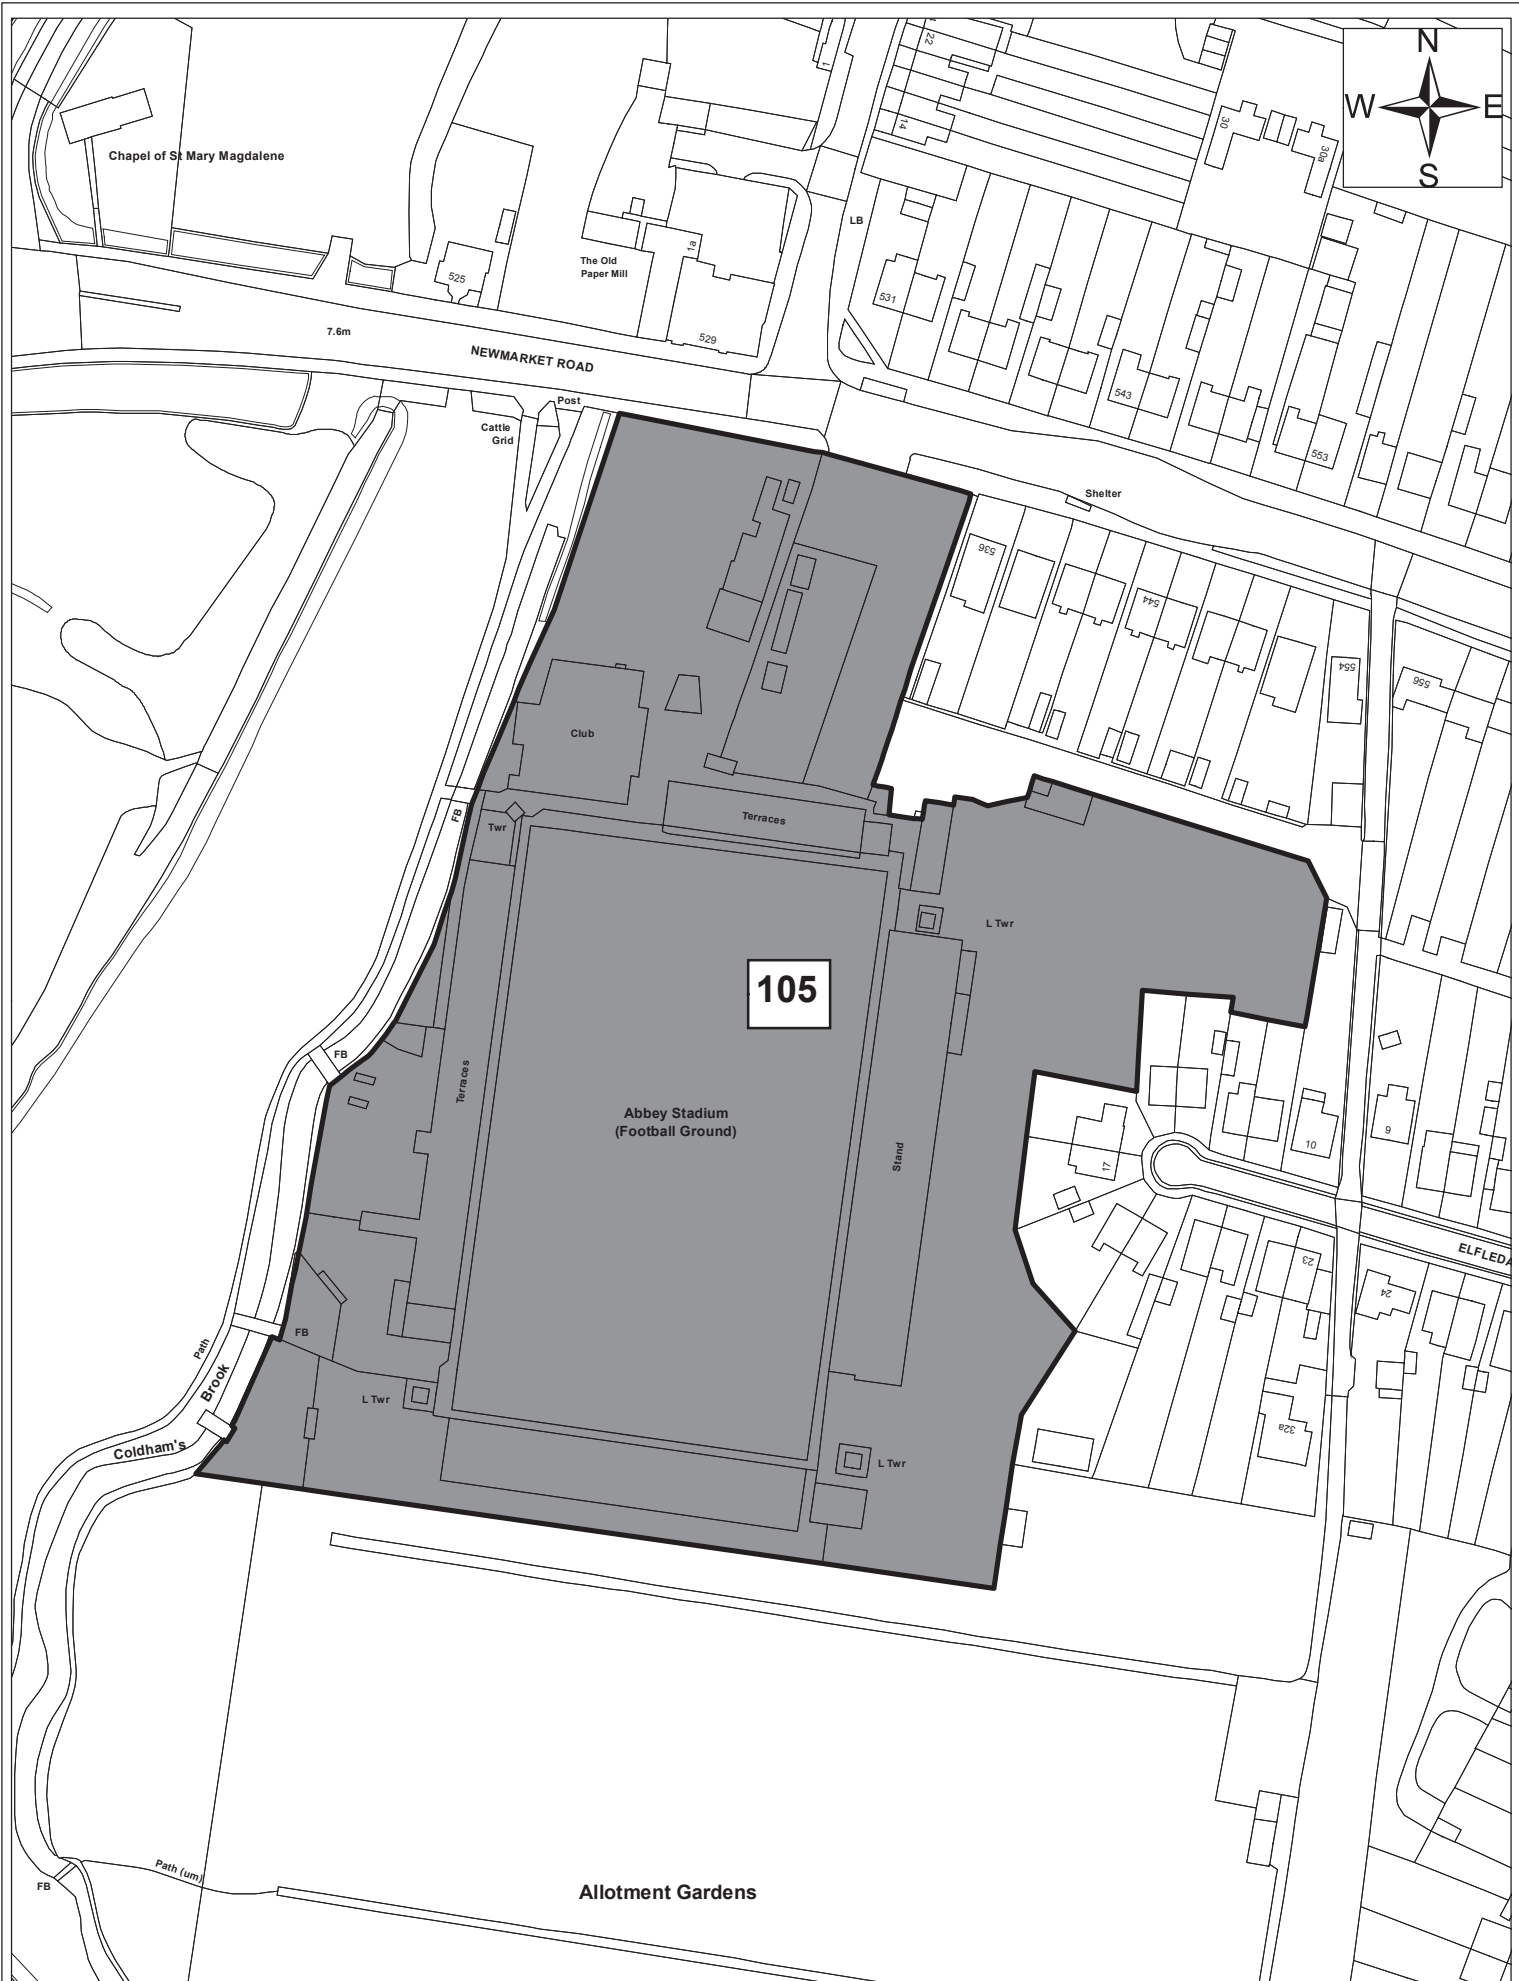 N
W
E
S
22
1
14
30
30a
Chapel of St Mary Magdalene
LB
525
1a
The Old
Paper Mill
531
7.6m
529
NEWMARKET ROAD
543
553
Post
Cattle
Grid
Shelter
536
544
554
556
Club
Terraces
FB
Twr
L Twr
105
FB
Terraces
Abbey Stadium
(Football Ground)
Stand
17
10
9
ELFLEDA
23
24
FB
Path
Brook
L Twr
Coldham's
32a
L Twr
Path (um)
FB
Allotment Gardens